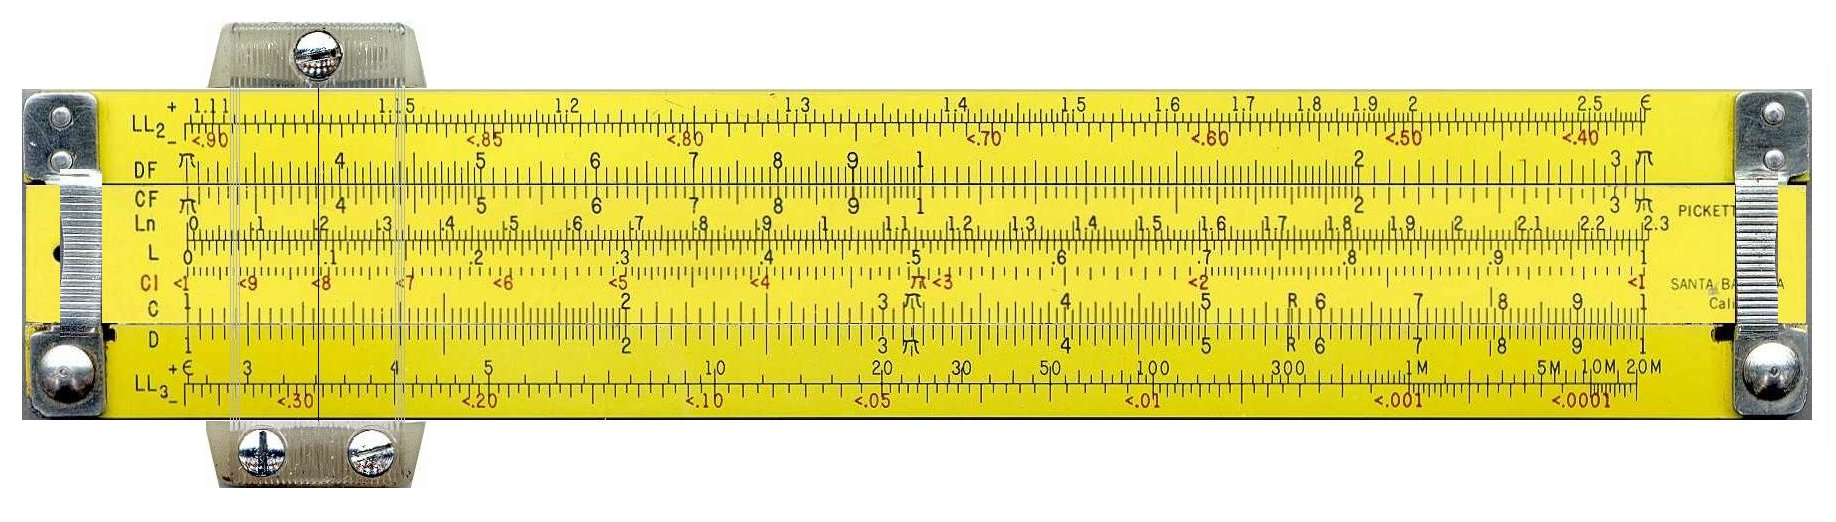 + 1.11 1.15 1.2 1.3 1.4 1.5 1.6 1.7 1.8 1.9 2 2.5 ϵ
LL2
− <.90 <.85 <.80 <.70 <.60 <.50 <.40
DF π 4 5 6 7 8 9 1 2 3 π
CF π 4 5 6 7 8 9 1 2 3 π
PICKETT
Ln 0 .1 .2 .3 .4 .5 .6 .7 .8 .9 1 1.1 1.2 1.3 1.4 1.5 1.6 1.7 1.8 1.9 2 2.1 2.2 2.3
L 0 .1 .2 .3 .4 .5 .6 .7 .8 .9 1
CI <1 <9 <8 <7 <6 <5 <4 π <3 <2 <1
SANTA
C 1 2 3 π 4 5 R 6 7 8 9 1
D 1 2 3 π 4 5 R 6 7 8 9 1
+ ϵ 3 4 5 10 20 30 50 100 300 1M 5M 10M 20M
LL3
− <.30 <.20 <.10 <.05 <.01 <.001 <.0001